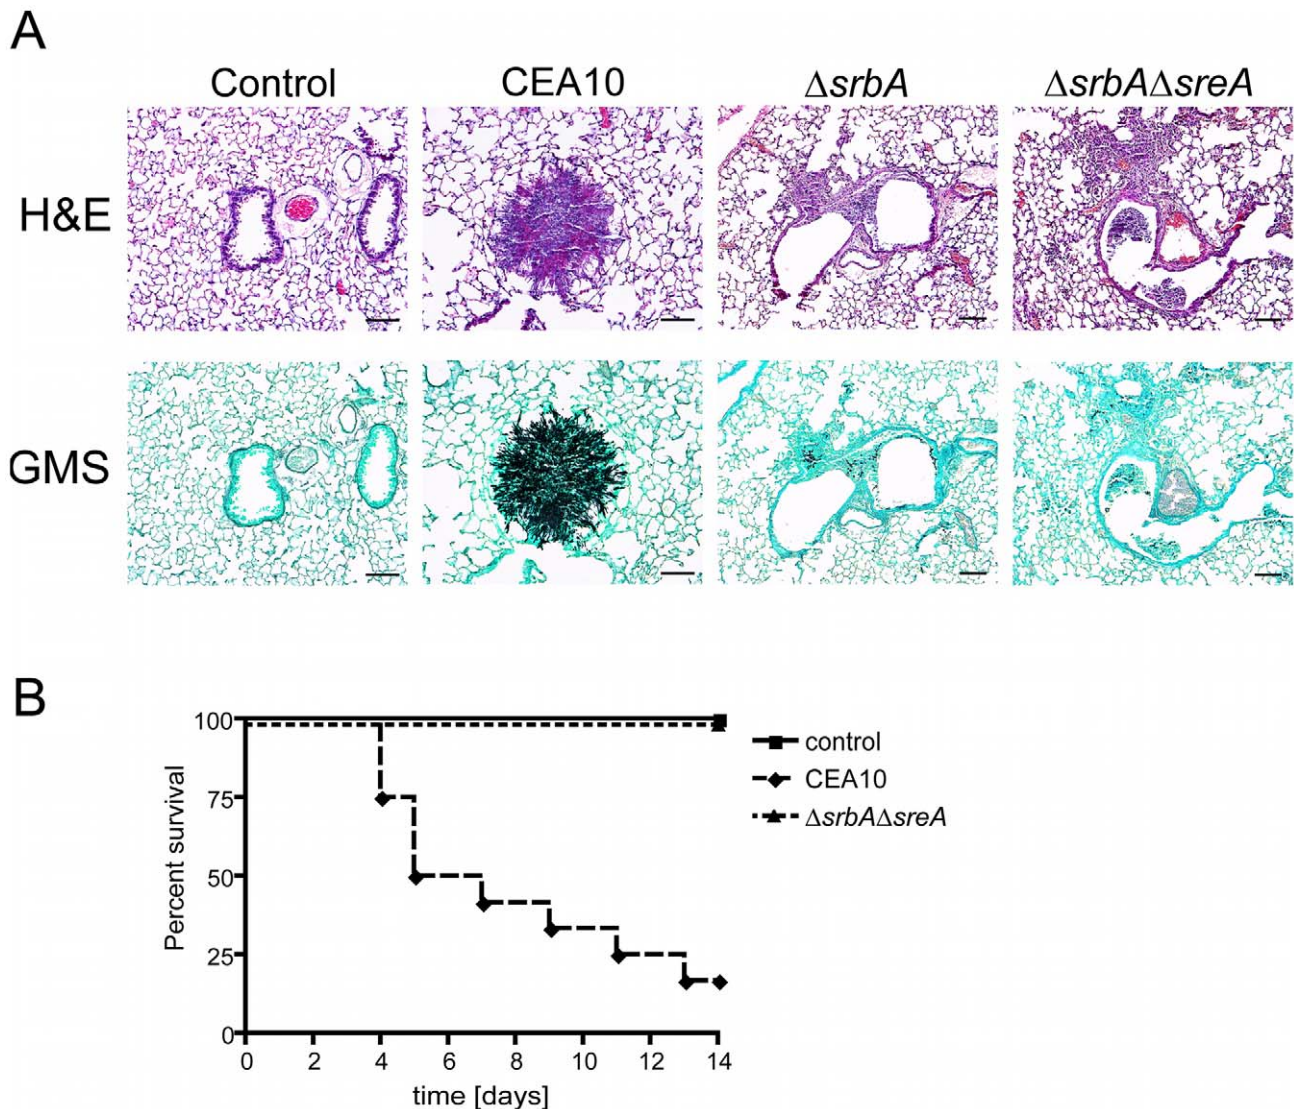 A
Control CEA10 ΔsrbA ΔsrbAΔsreA
H&E
GMS
B
100
75
50
25
0
Percent survival
0 2 4 6 8 10 12 14
time [days]
control
CEA10
ΔsrbAΔsreA